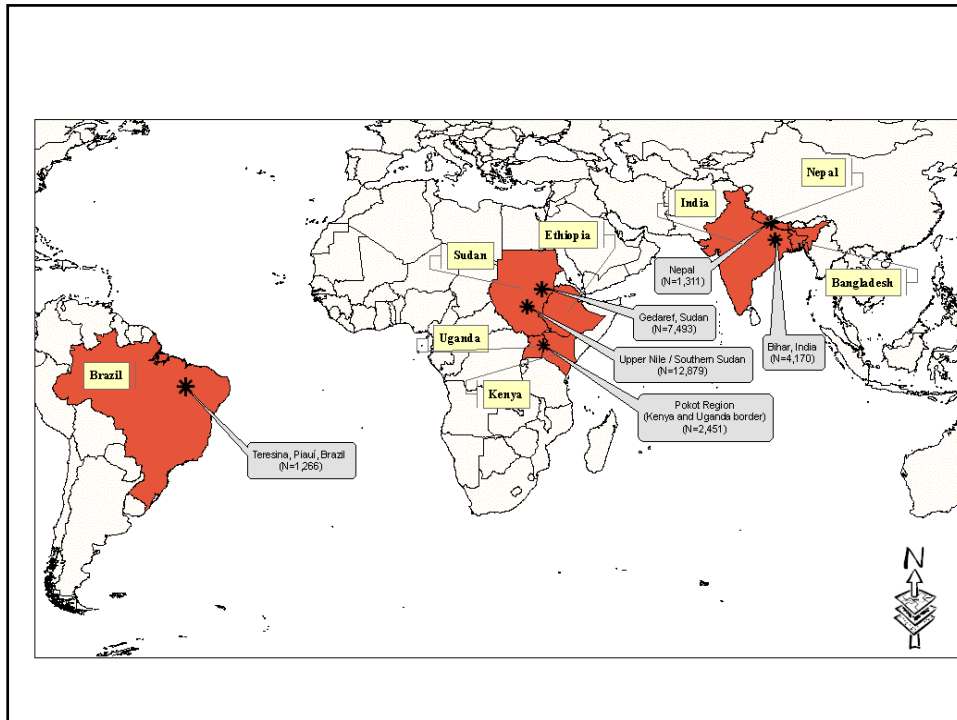 Nepal
India
Ethiopia
Sudan
Nepal
(N=1,311)
Bangladesh
Gedaref, Sudan
(N=7,493)
Uganda
Bihar, India
(N=4,170)
Upper Nile / Southern Sudan
(N=12,879)
Brazil
Kenya
Pokot Region
(Kenya and Uganda border)
(N=2,451)
Teresina, Piauí, Brazil
(N=1,266)
N